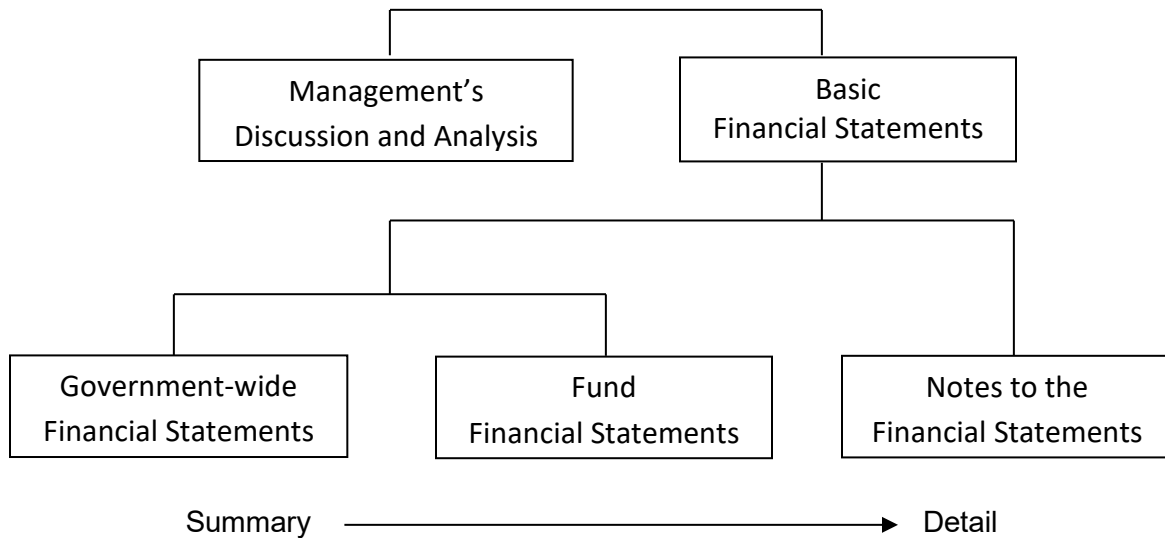 Management’s
Discussion and Analysis
Basic
Financial Statements
Government-wide
Financial Statements
Fund
Financial Statements
Notes to the
Financial Statements
Summary
Detail